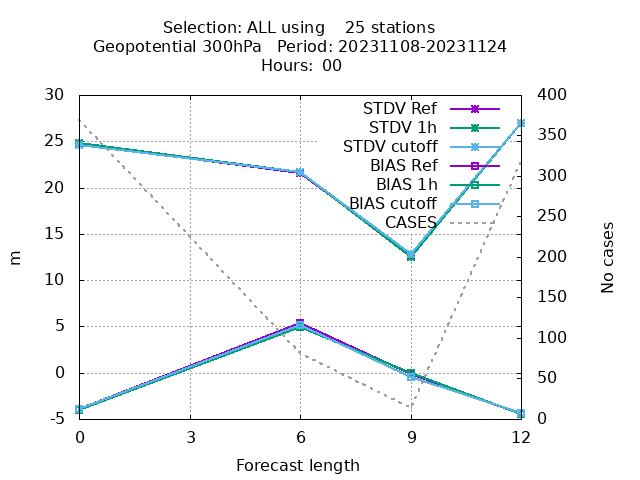 Selection: ALL using    25 stations
Geopotential 300hPa   Period: 20231108-20231124
Hours: 00
30
25
20
15
10
5
0
-5
m
400
350
300
250
200
150
100
50
0
No cases
STDV Ref
STDV 1h
STDV cutoff
BIAS Ref
BIAS 1h
BIAS cutoff
CASES
0 3 6 9 12
Forecast length